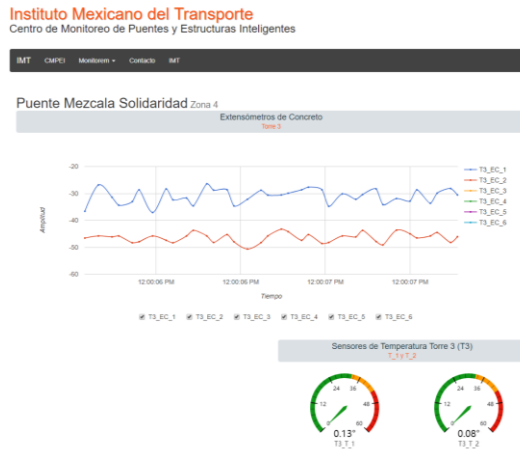 Instituto Mexicano del Transporte
Centro de Monitoreo de Puentes y Estructuras Inteligentes
IMT CMPEI Monitorem Contacto IMT
Puente Mezcala Solidaridad Zona 4
Extensómetros de Concreto
Torre 3
-20
-30
-40
-50
-60
Amplitud
12:00:06 PM 12:00:06 PM 12:00:07 PM 12:00:07 PM
Tiempo
T3_EC_1
T3_EC_2
T3_EC_3
T3_EC_4
T3_EC_5
T3_EC_6
T3_EC_1 T3_EC_2 T3_EC_3 T3_EC_4 T3_EC_5 T3_EC_6
Sensores de Temperatura Torre 3 (T3)
T_1 y T_2
24 36 24 36
12 48 12 48
0 60 0 60
0.13° 0.08°
T3_T_1 T3_T_2